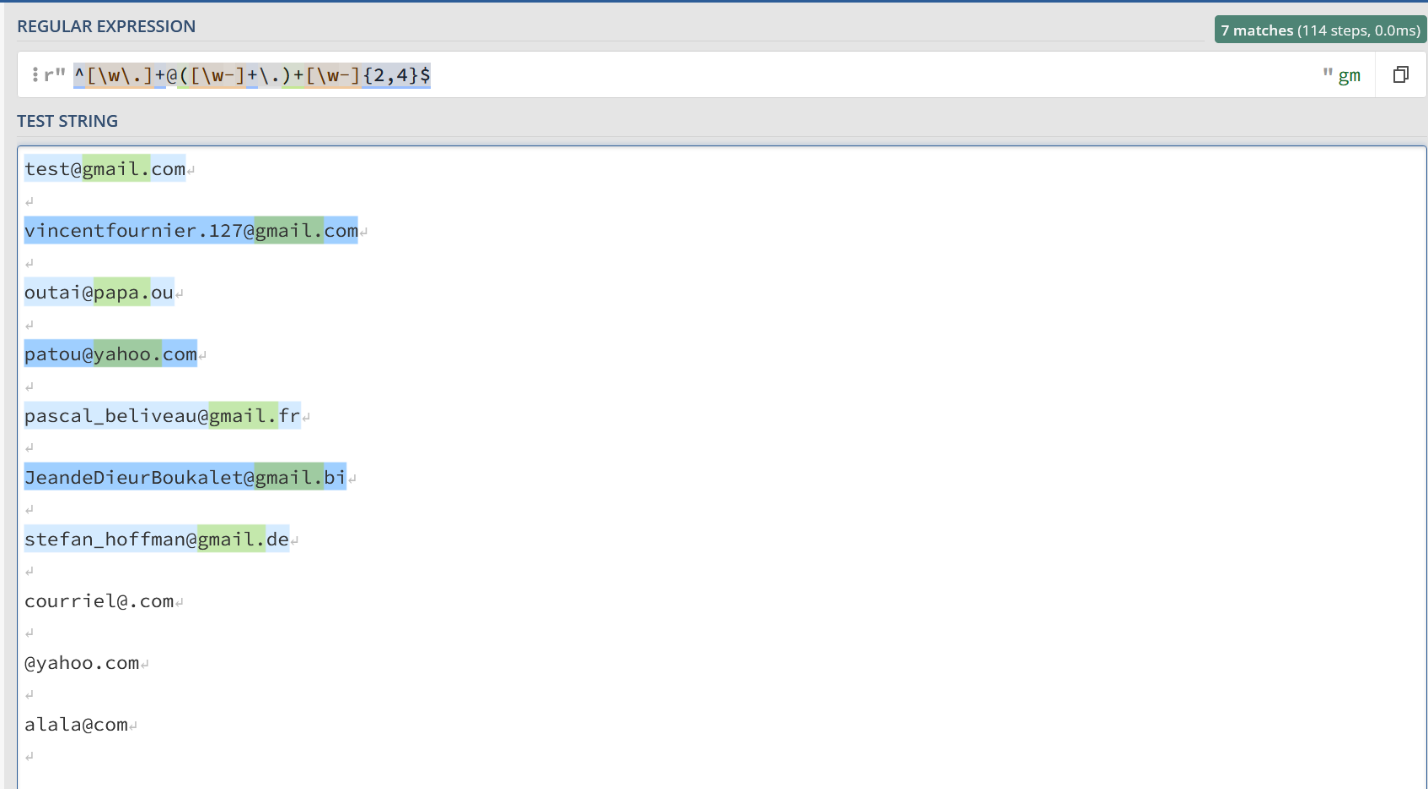 REGULAR EXPRESSION
7 matches (114 steps, 0.0ms)
r" ^[\w\.]+@([\w-]+\.)+[\w-]{2,4}$ " gm
TEST STRING
test@gmail.com
vincentfournier.127@gmail.com
outai@papa.ou
patou@yahoo.com
pascal_beliveau@gmail.fr
JeandeDieurBoukalet@gmail.bi
stefan_hoffman@gmail.de
courriel@.com
@yahoo.com
alala@com